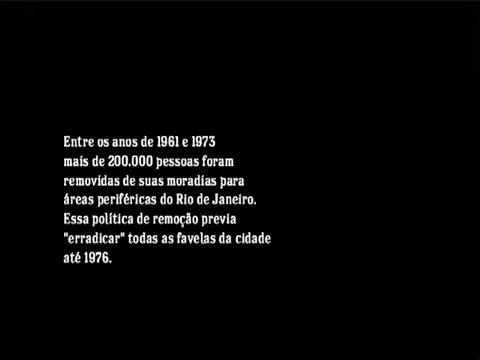 Entre os anos de 1961 e 1973
mais de 200.000 pessoas foram
removidas de suas moradias para
áreas periféricas do Rio de Janeiro.
Essa política de remoção previa
"erradicar" todas as favelas da cidade
até 1976.